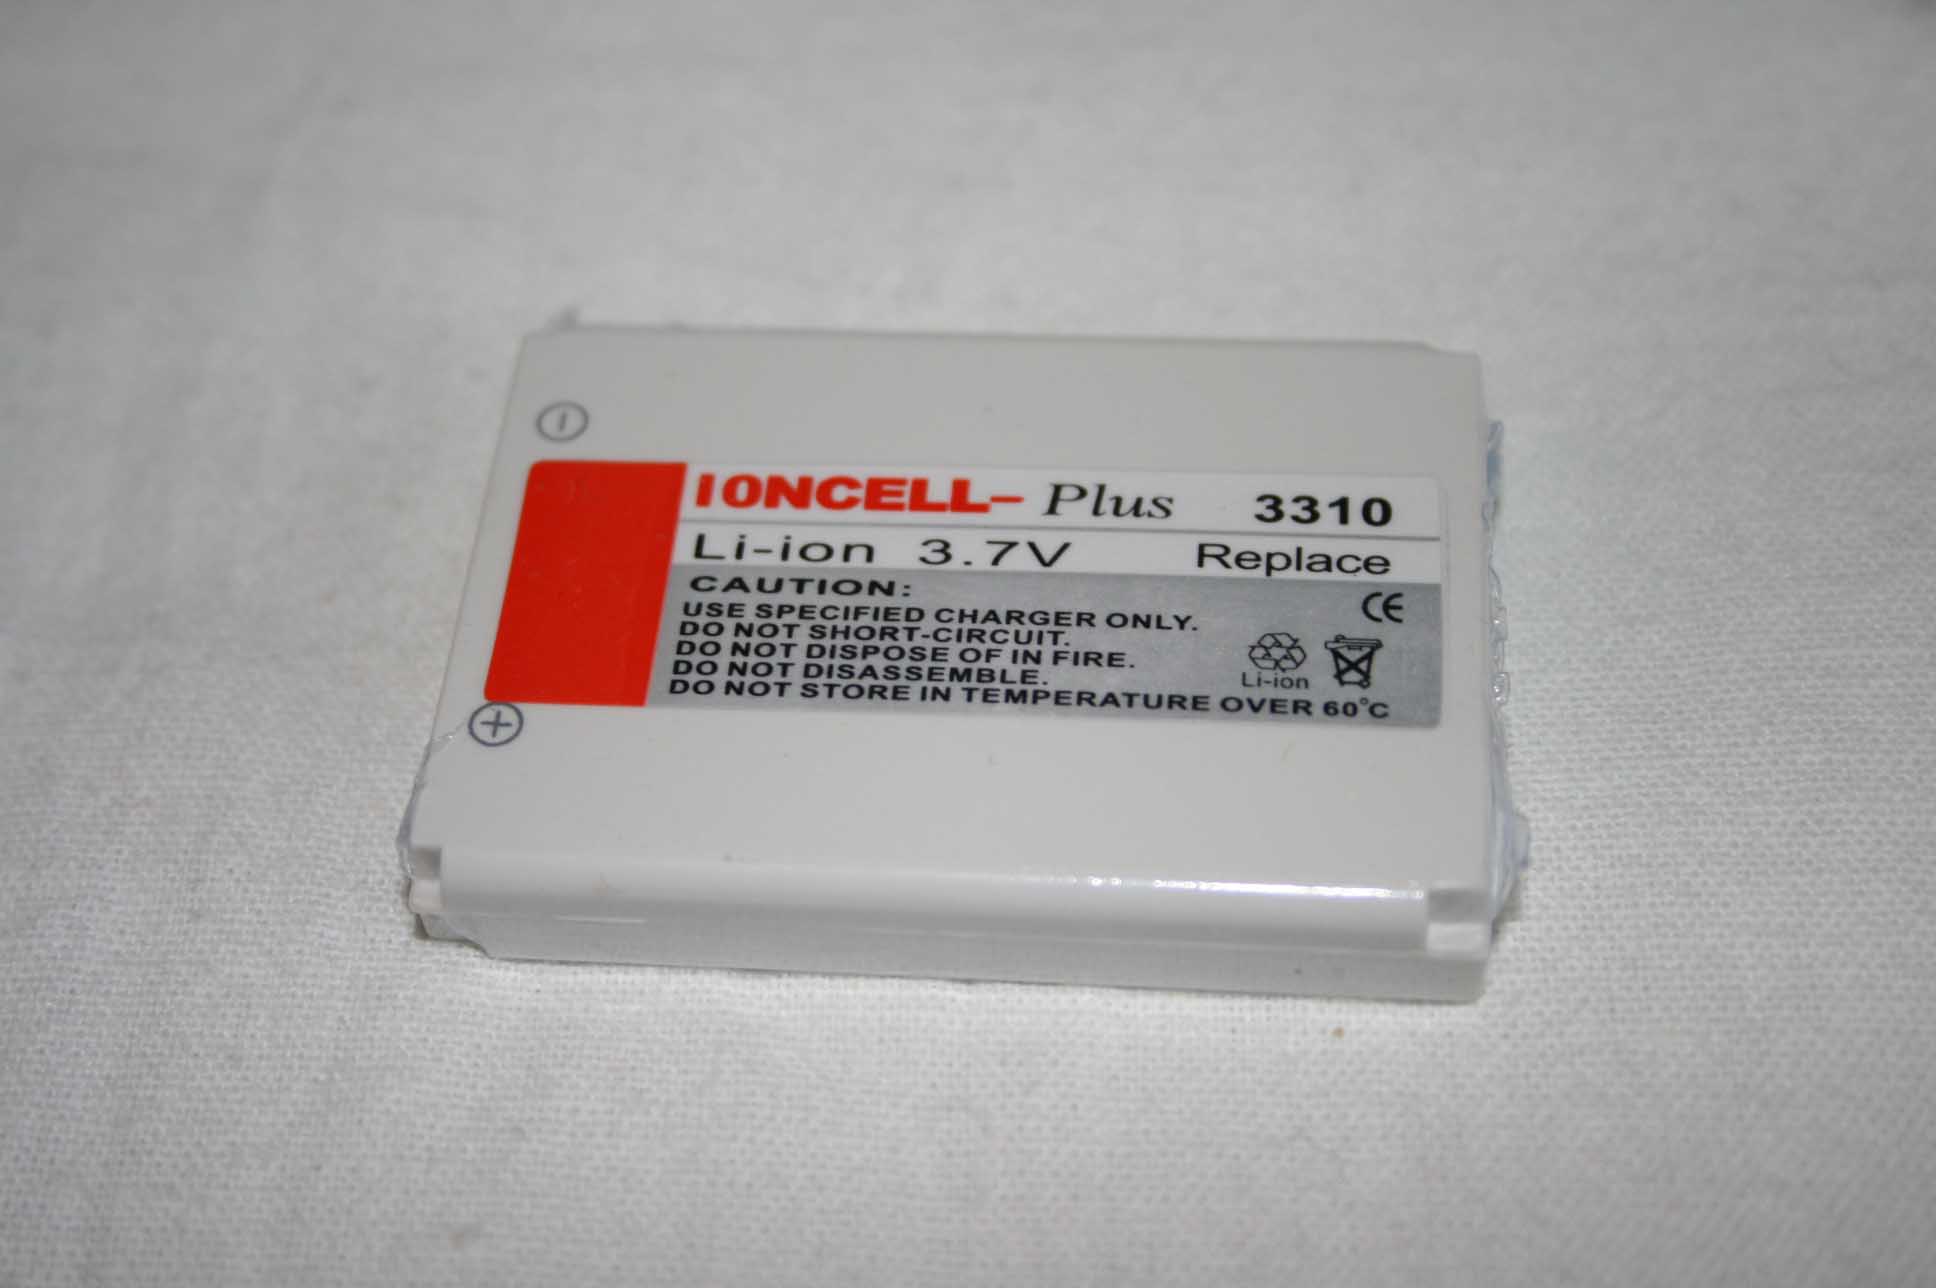 IONCELL- Plus 3310
Li-ion 3.7V Replace
CAUTION:
USE SPECIFIED CHARGER ONLY.
DO NOT SHORT-CIRCUIT.
DO NOT DISPOSE OF IN FIRE.
DO NOT DISASSEMBLE.
DO NOT STORE IN TEMPERATURE OVER 60°C
CE
Li-ion